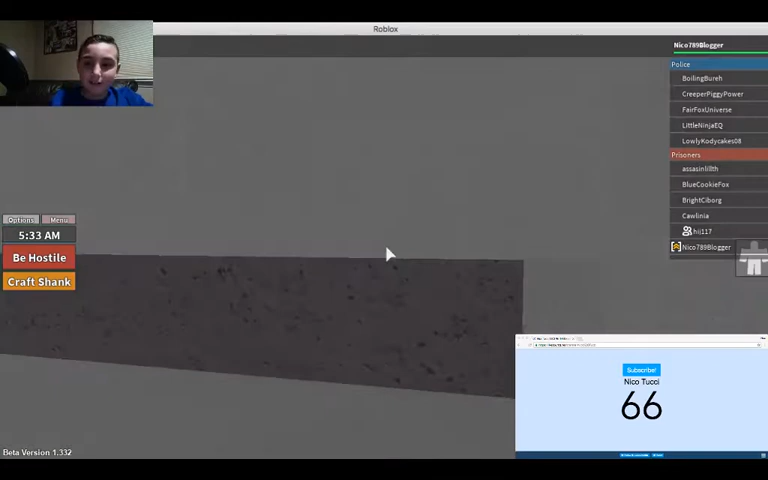 Roblox
Nico789Blogger
Police
BoilingBureh
CreeperPiggyPower
FairFoxUniverse
LittleNinjaEQ
LowlyKodycakes08
Prisoners
assasinlilth
BlueCookieFox
BrightCiborg
Cawlinia
hij117
Nico789Blogger
Options
Menu
5:33 AM
Be Hostile
Craft Shank
Subscribe!
Nico Tucci
66
Beta Version 1.332